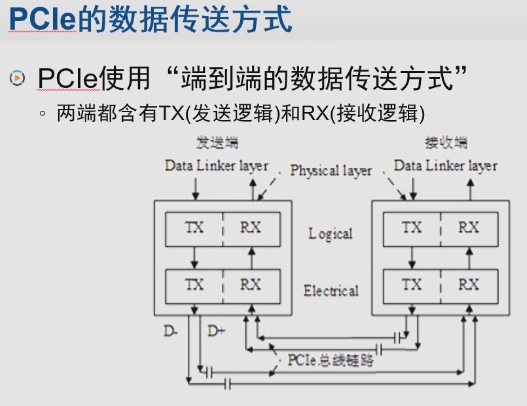 PCIe的数据传送方式
PCIe使用“端到端的数据传送方式”
两端都含有TX(发送逻辑)和RX(接收逻辑)
发送端 接收端
Data Linker layer Physical layer Data Linker layer
TX RX Logical TX RX
TX RX Electrical TX RX
D- D+
PCIe总线链路